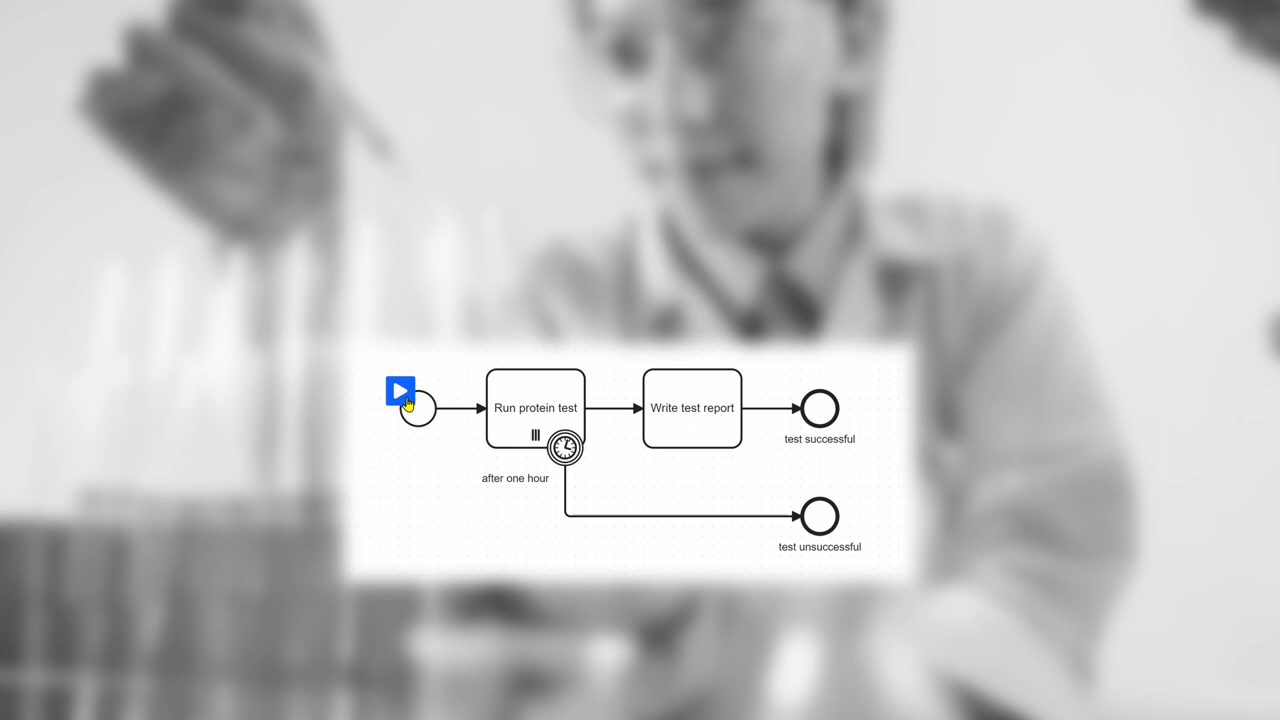 Run protein test
Write test report
test successful
after one hour
test unsuccessful